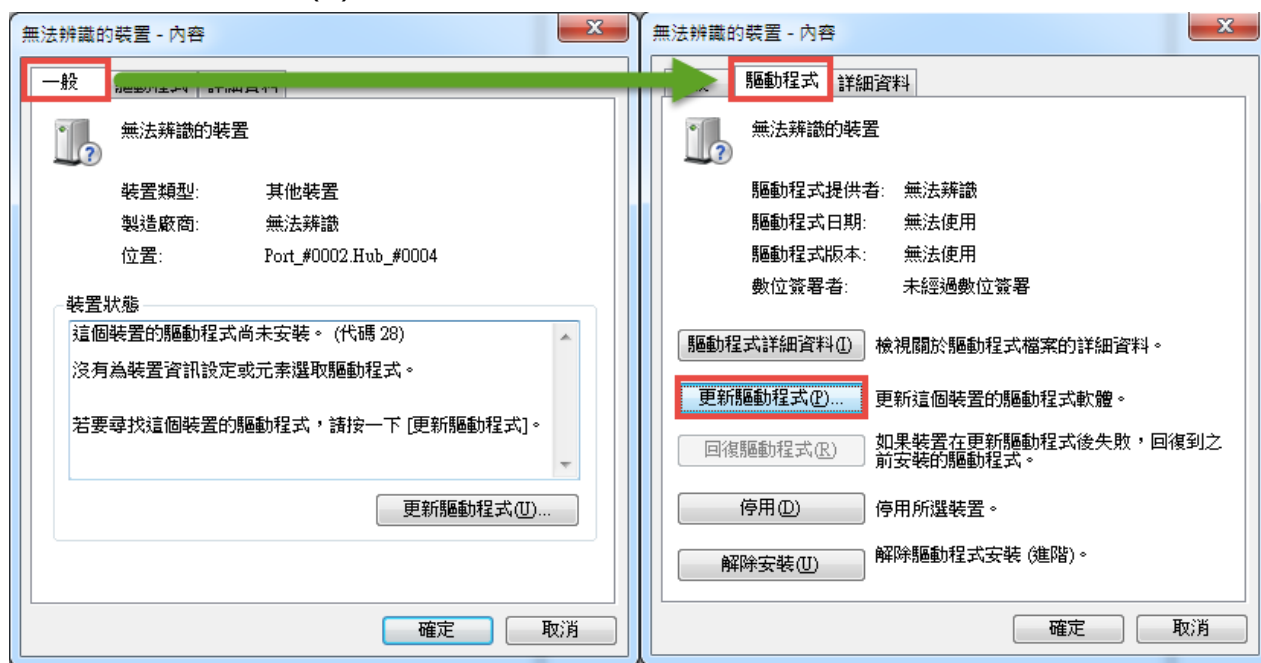 無法辨識的裝置 - 內容
一般
驅動程式
詳細資料
無法辨識的裝置
裝置類型: 其他裝置
製造廠商: 無法辨識
位置: Port_#0002.Hub_#0004
裝置狀態
這個裝置的驅動程式尚未安裝。 (代碼 28)
沒有為裝置資訊設定或元素選取驅動程式。
若要尋找這個裝置的驅動程式，請按一下 [更新驅動程式]。
更新驅動程式(U)...
確定
取消
無法辨識的裝置 - 內容
驅動程式
詳細資料
無法辨識的裝置
驅動程式提供者: 無法辨識
驅動程式日期: 無法使用
驅動程式版本: 無法使用
數位簽署者: 未經過數位簽署
驅動程式詳細資料(I) 檢視關於驅動程式檔案的詳細資料。
更新驅動程式(P)... 更新這個裝置的驅動程式軟體。
回復驅動程式(R) 如果裝置在更新驅動程式後失敗，回復到之
前安裝的驅動程式。
停用(D) 停用所選裝置。
解除安裝(U) 解除驅動程式安裝 (進階)。
確定
取消